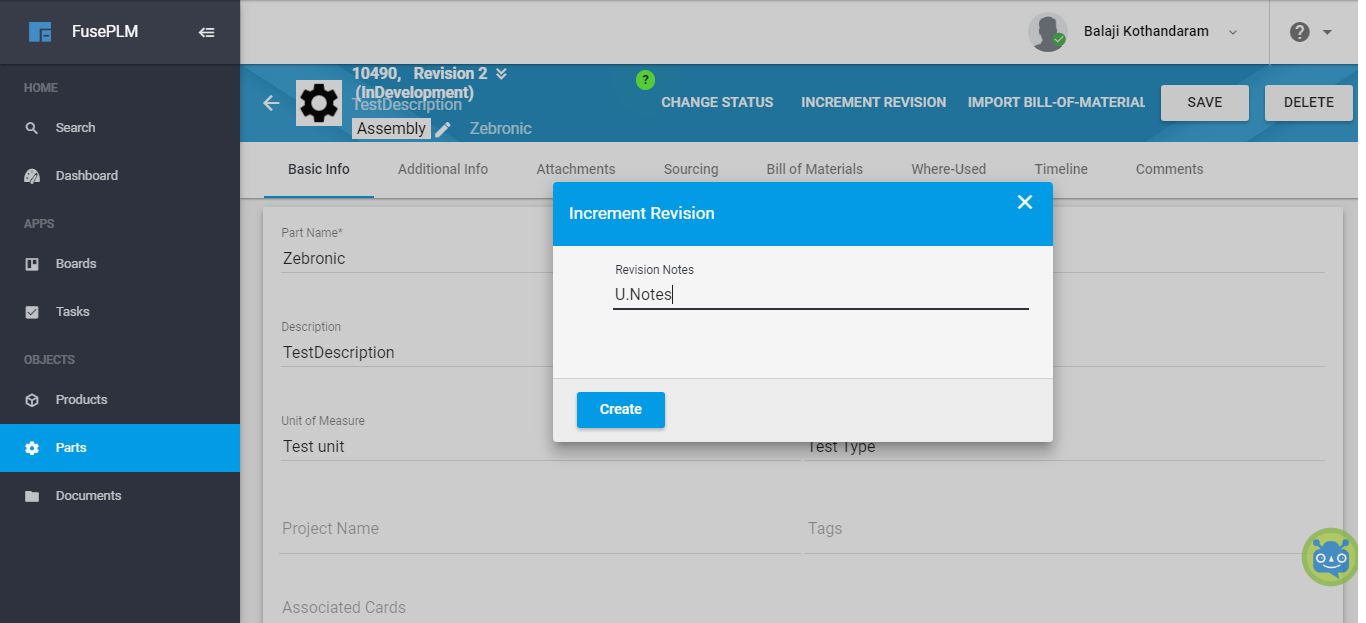 FusePLM
Balaji Kothandaram
?
HOME
Search
Dashboard
APPS
Boards
Tasks
OBJECTS
Products
Parts
Documents
10490, Revision 2
(InDevelopment)
TestDescription
Assembly Zebronic
?
CHANGE STATUS INCREMENT REVISION IMPORT BILL-OF-MATERIAL SAVE DELETE
Basic Info Additional Info Attachments Sourcing Bill of Materials Where-Used Timeline Comments
Increment Revision
Revision Notes
U.Notes
Create
Part Name*
Zebronic
Description
TestDescription
Unit of Measure
Test unit Test Type
Project Name Tags
Associated Cards